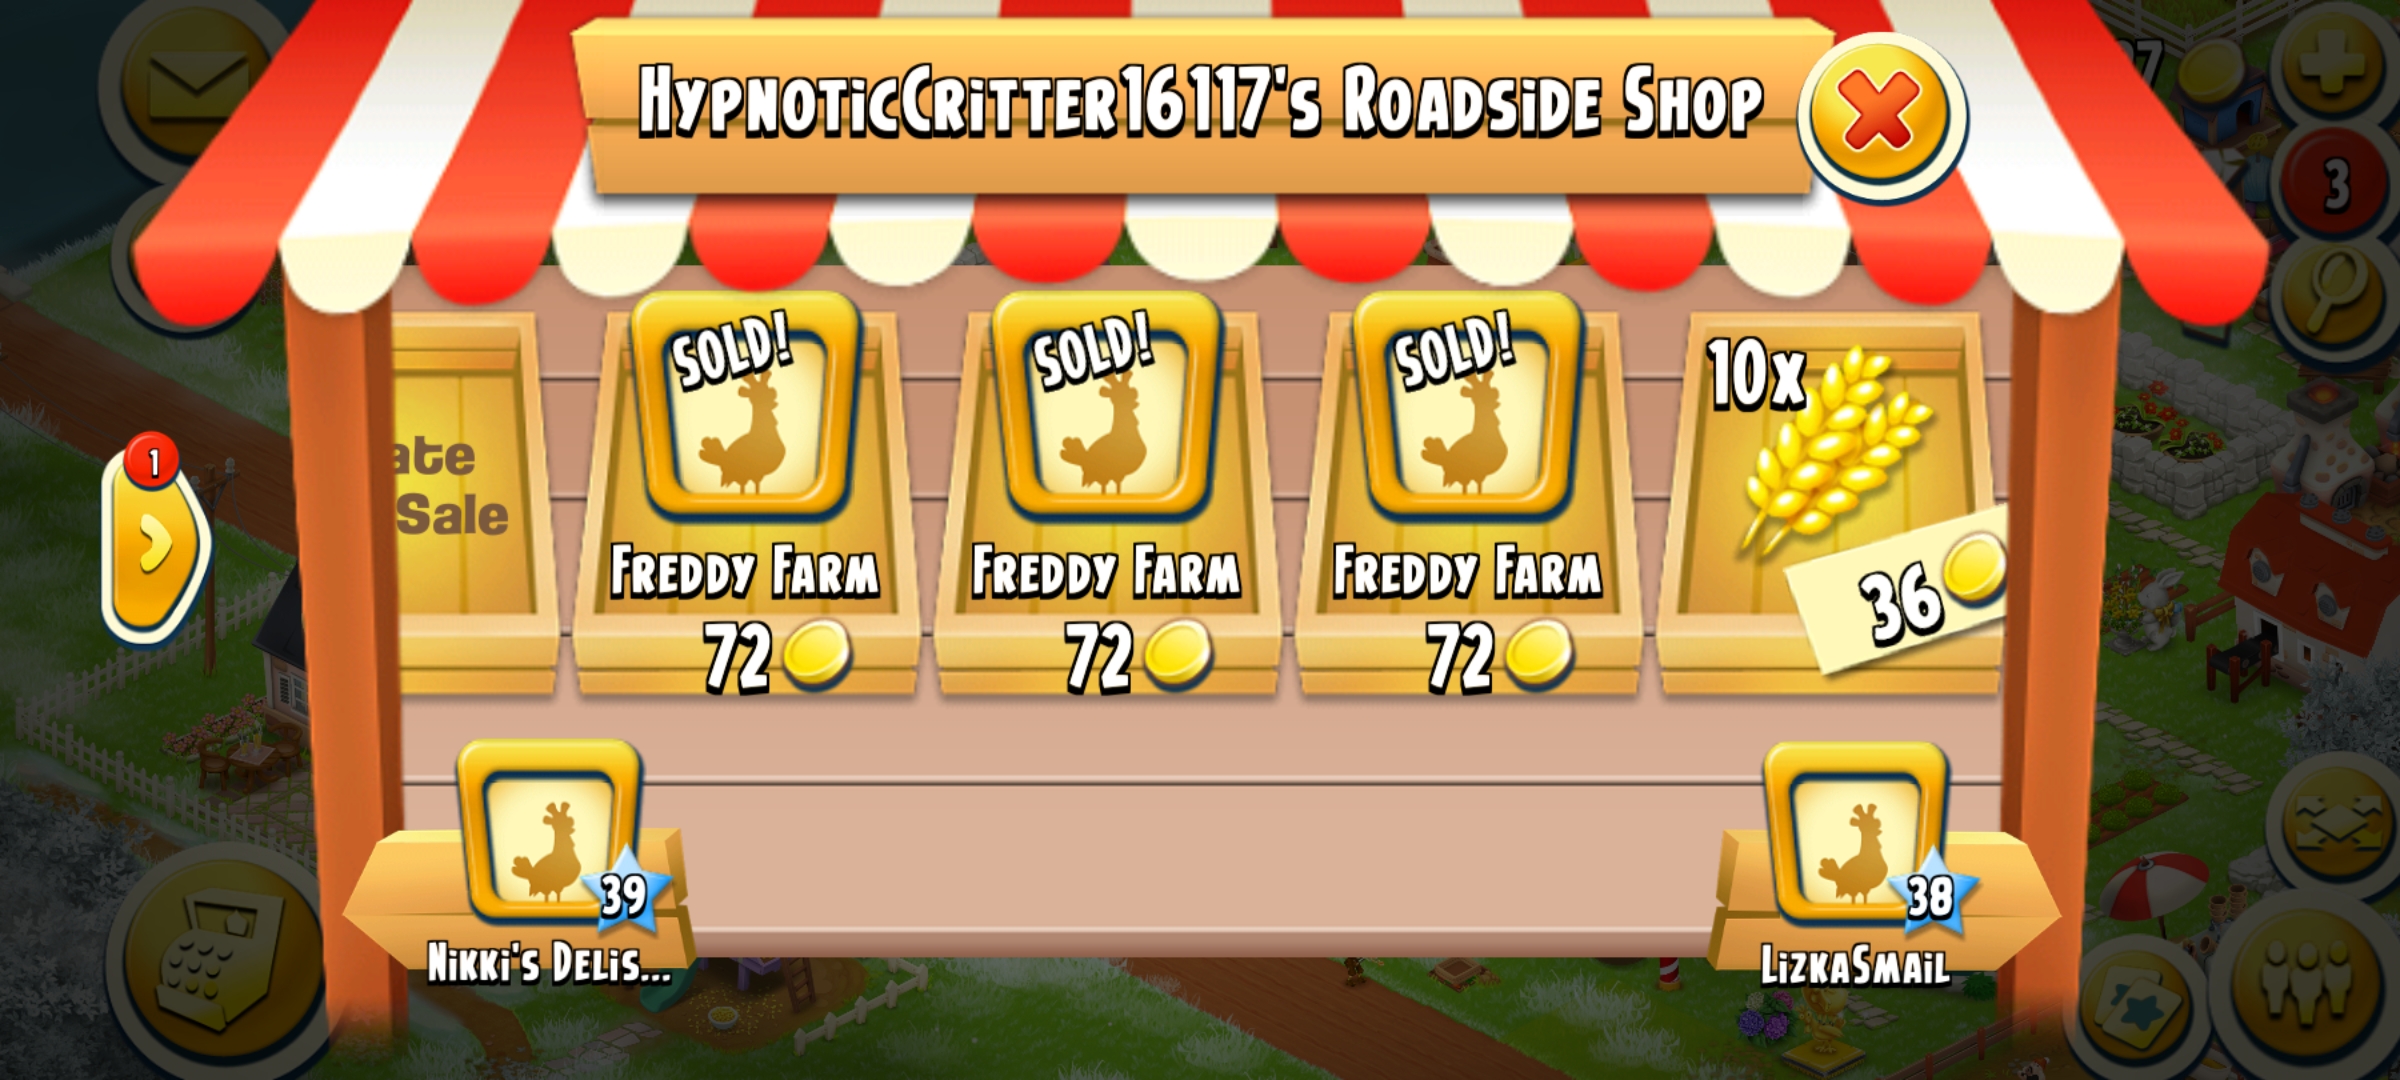 HypnoticCritter16117's Roadside Shop
3
1
Sale
SOLD!
Freddy Farm
72
SOLD!
Freddy Farm
72
SOLD!
Freddy Farm
72
10x
36
39
Nikki's Delis...
38
LizkaSmail